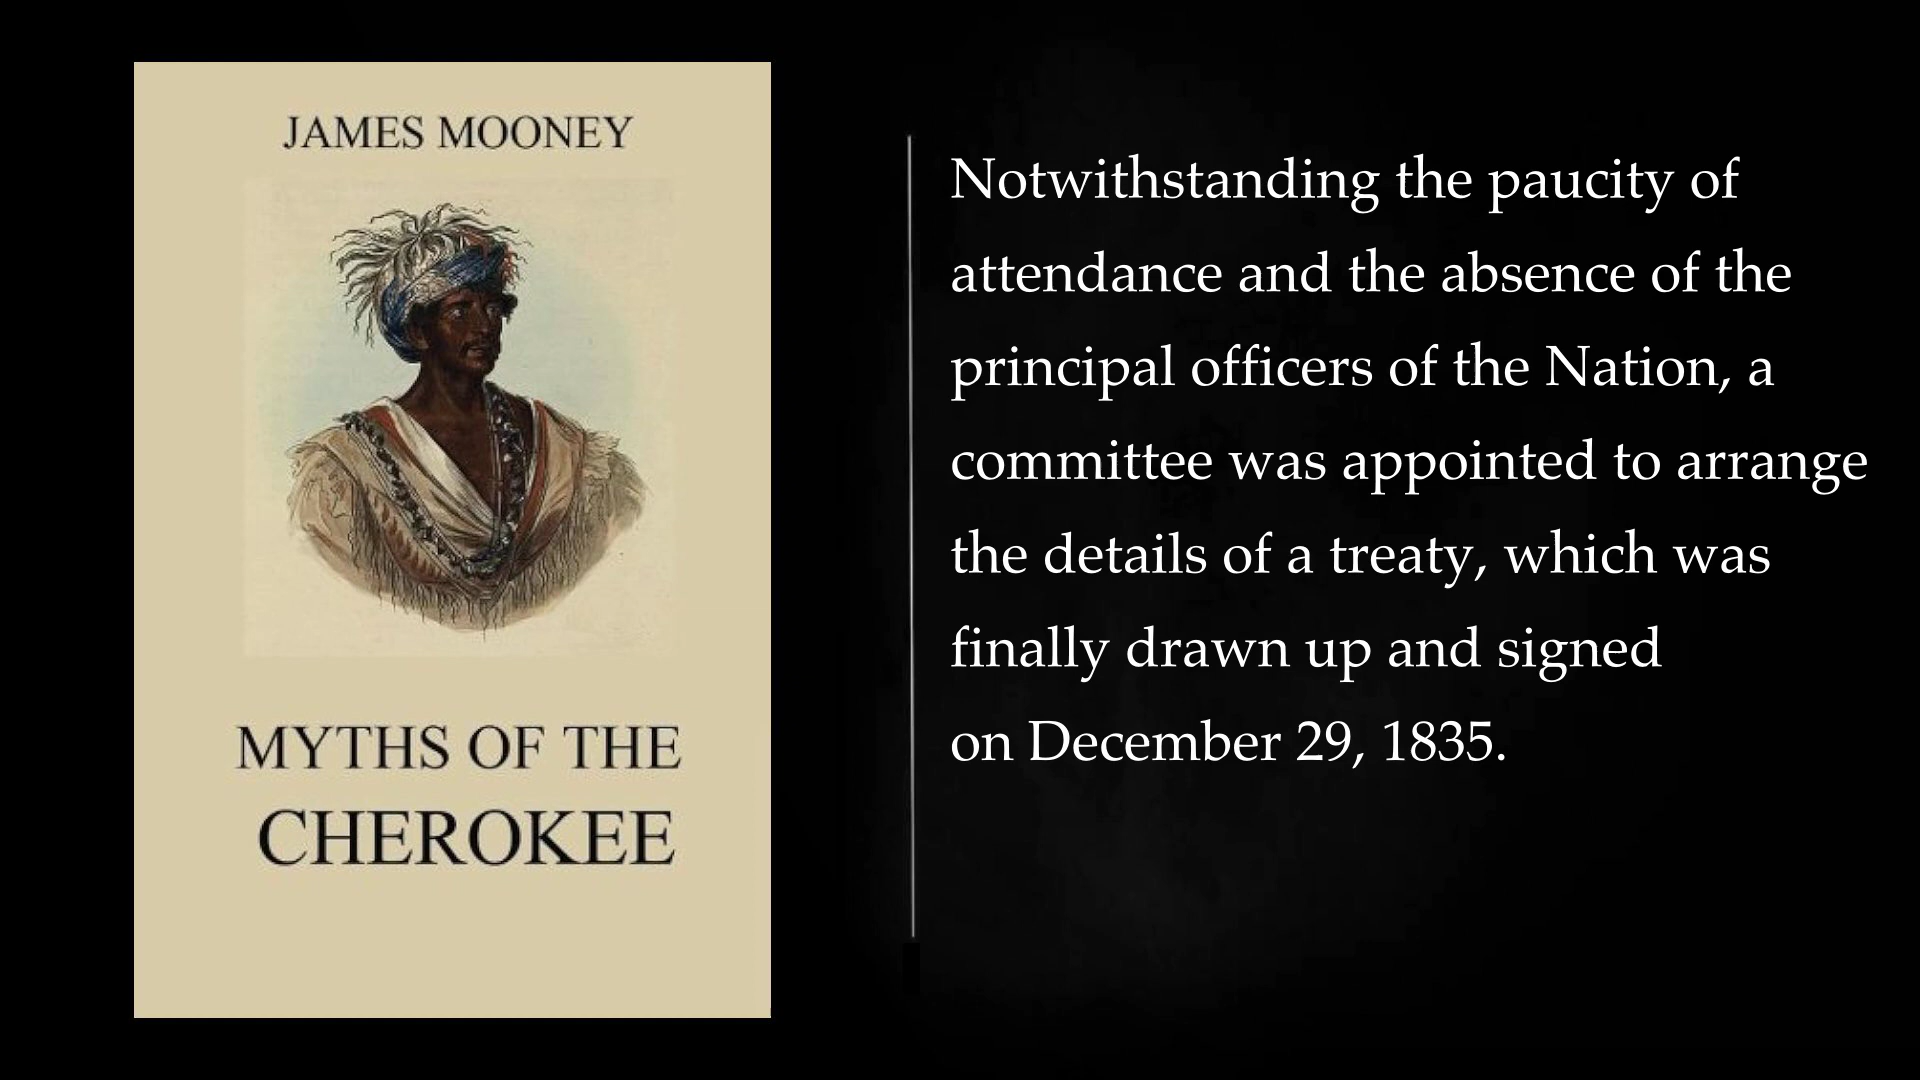 JAMES MOONEY
MYTHS OF THE
CHEROKEE
Notwithstanding the paucity of
attendance and the absence of the
principal officers of the Nation, a
committee was appointed to arrange
the details of a treaty, which was
finally drawn up and signed
on December 29, 1835.